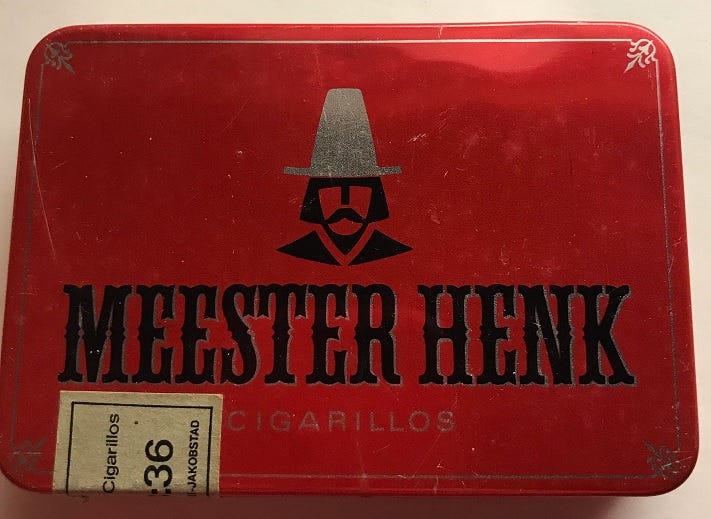 MEESTER HENK
CIGARILLOS
Cigarillos
36
-JAKOBSTAD